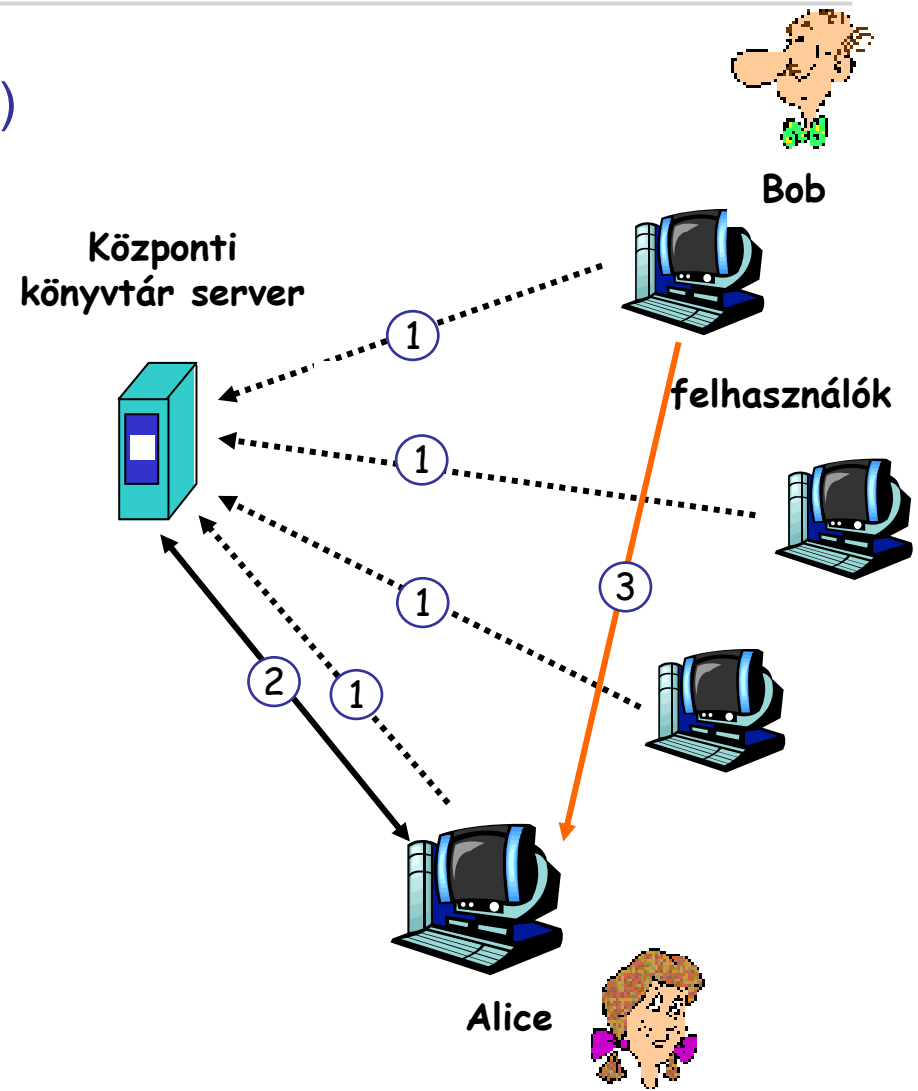 )
Bob
Központi
könyvtár server
1
felhasználók
1
3
1
2
1
Alice